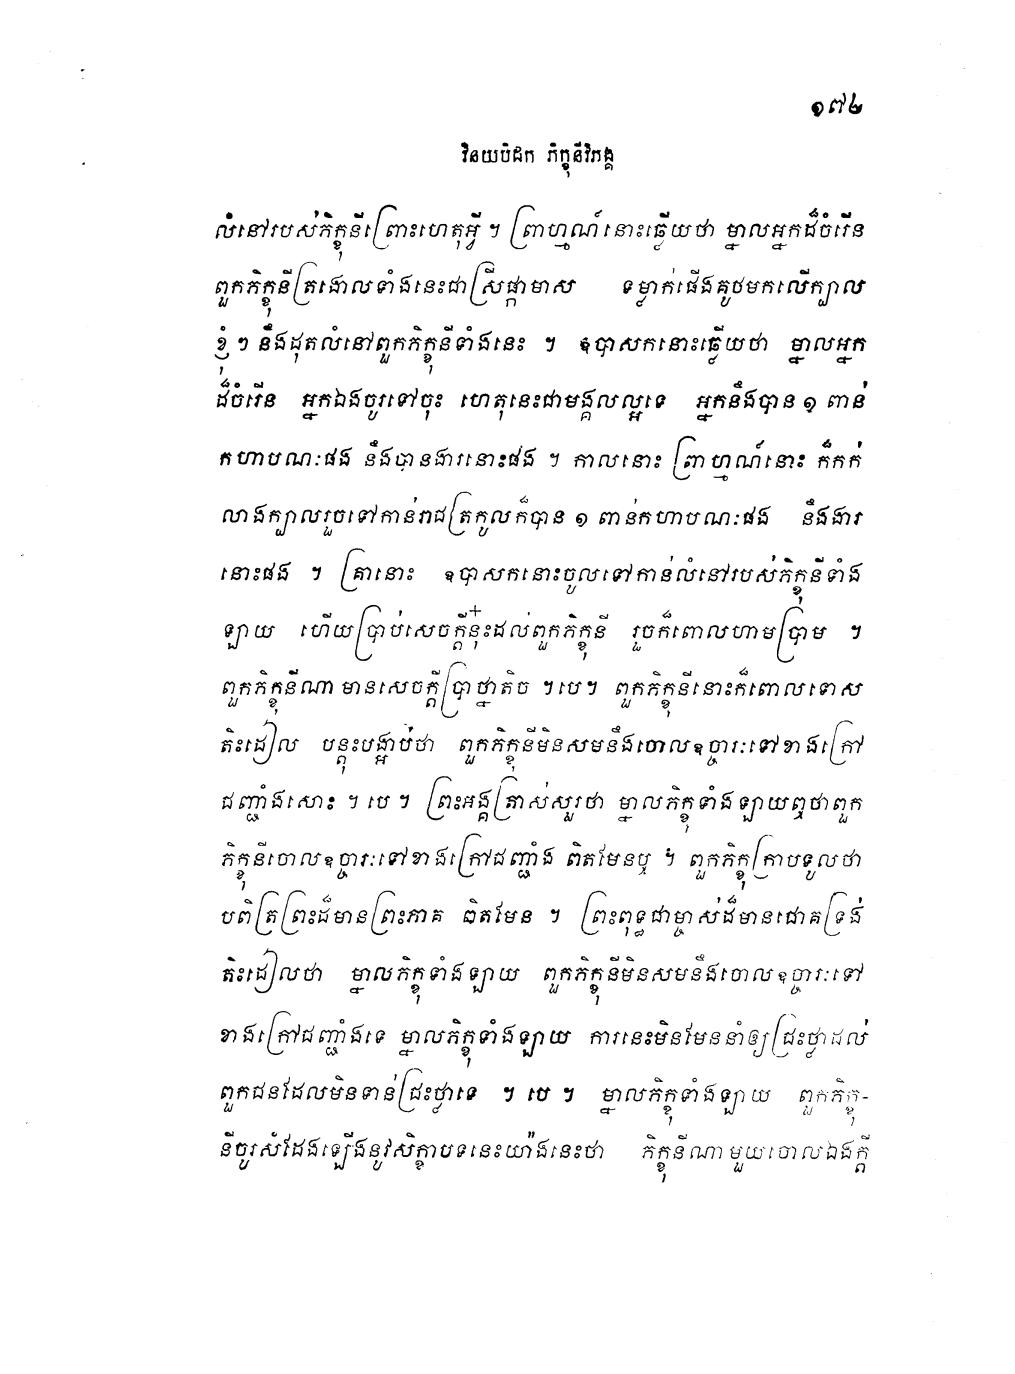 ១៧២
វិនយបិដក ភិក្ខុនីវិភង្គ
លំនៅរបស់ភិក្ខុនីព្រោះហេតុអ្វី ។ ព្រាហ្មណ៍នោះឆ្លើយថា ម្នាលអ្នកដ៏ចំរើន
ពួកភិក្ខុនីត្រងោលទាំងនេះជាស្រីផ្កាមាស ទម្លាក់ផើងគូថមកលើក្បាល
ខ្ញុំ ៗ នឹងដុតលំនៅពួកភិក្ខុនីទាំងនេះ ។ ឧបាសកនោះឆ្លើយថា ម្នាលអ្នក
ដ៏ចំរើន អ្នកឯងចូរទៅចុះ ហេតុនេះជាមង្គលល្អទេ អ្នកនឹងបាន ១ ពាន់
កហាបណៈផង នឹងបានងារនោះផង ។ កាលនោះ ព្រាហ្មណ៍នោះ ក៏កក់
លាងក្បាលរួចទៅកាន់រាជត្រកូលក៏បាន ១ ពាន់កហាបណៈផង នឹងងារ
នោះផង ។ គ្រានោះ ឧបាសកនោះចូលទៅកាន់លំនៅរបស់ភិក្ខុនីទាំង
ឡាយ ហើយប្រាប់សេចក្តីនុ៎ះដល់ពួកភិក្ខុនី រួចក៏ពោលហាមប្រាម ។
ពួកភិក្ខុនីណាមានសេចក្តីប្រាថ្នាតិច ។បេ។ ពួកភិក្ខុនីនោះក៏ពោលទោស
តិះដៀល បន្តុះបង្អាប់ថា ពួកភិក្ខុនីមិនសមនឹងចោលឧច្ចារៈទៅខាងក្រៅ
ជញ្ជាំងសោះ ។ បេ ។ ព្រះអង្គត្រាស់សួរថា ម្នាលភិក្ខុទាំងឡាយឮថាពួក
ភិក្ខុនីចោលឧច្ចារៈទៅខាងក្រៅជញ្ជាំង ពិតមែនឬ ។ ពួកភិក្ខុក្រាបទូលថា
បពិត្រព្រះដ៏មានព្រះភាគ ពិតមែន ។ ព្រះពុទ្ធជាម្ចាស់ដ៏មានជោគទ្រង់
តិះដៀលថា ម្នាលភិក្ខុទាំងឡាយ ពួកភិក្ខុនីមិនសមនឹងចោលឧច្ចារៈទៅ
ខាងក្រៅជញ្ជាំងទេ ម្នាលភិក្ខុទាំងឡាយ ការនេះមិនមែននាំឲ្យជ្រះថ្លាដល់
ពួកជនដែលមិនទាន់ជ្រះថ្លាទេ ។ បេ ។ ម្នាលភិក្ខុទាំងឡាយ ពួកភិក្ខុ-
នីចូរសំដែងឡើងនូវសិក្ខាបទនេះយ៉ាងនេះថា ភិក្ខុនីណាមួយចោលឯងក្តី